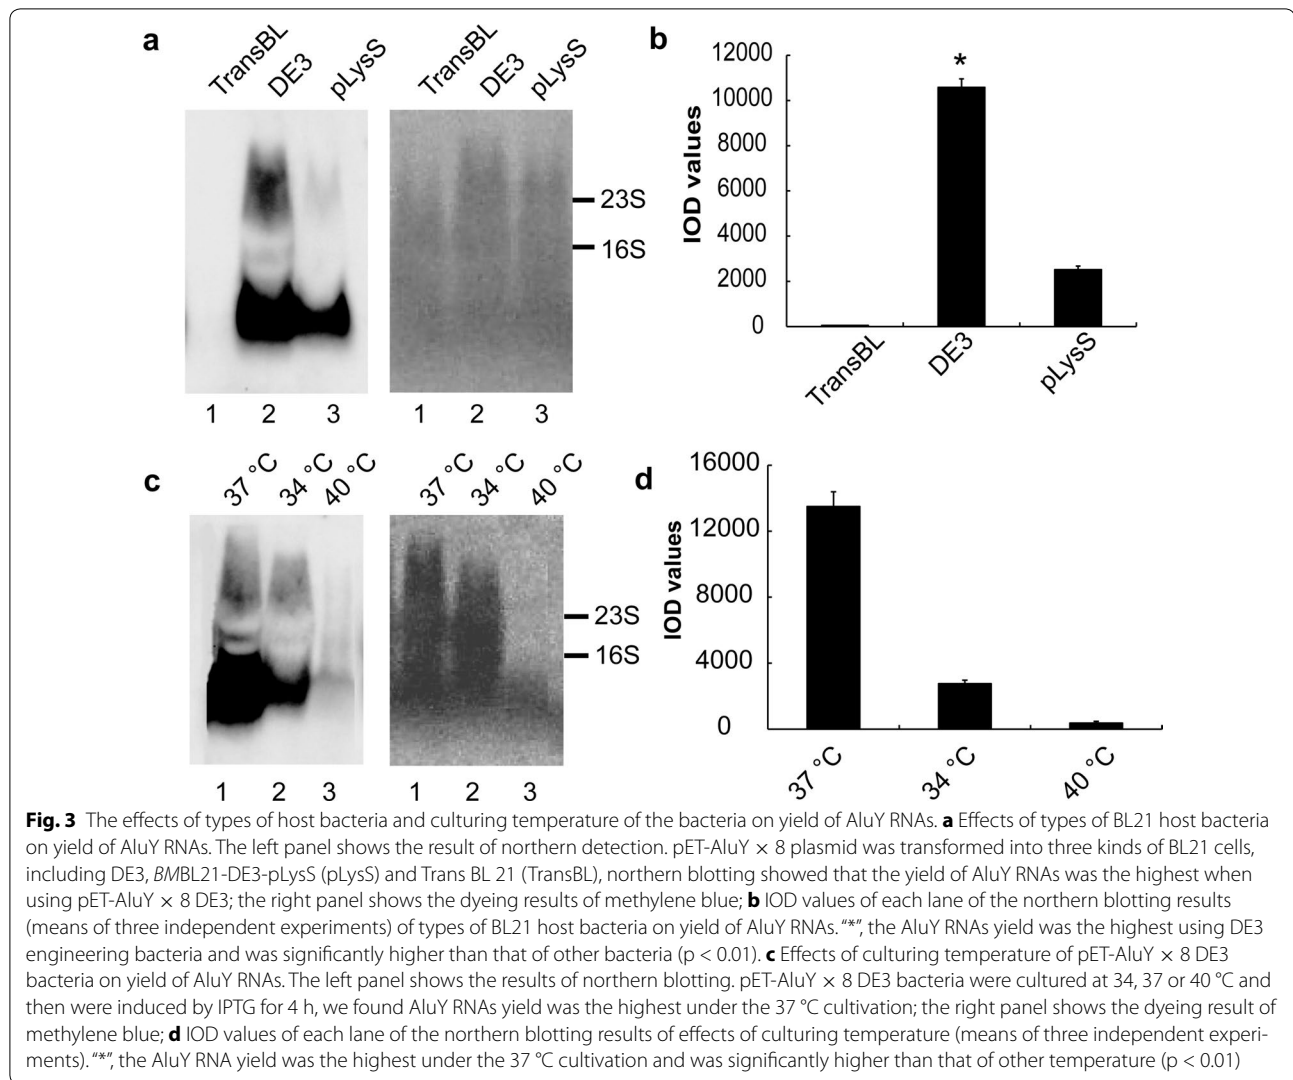 a
TransBL
DE3
pLysS
TransBL
DE3
pLysS
23S
16S
1 2 3
1 2 3
b
IOD values
12000
10000
8000
6000
4000
2000
0
*
TransBL
DE3
pLysS
c
37 °C
34 °C
40 °C
37 °C
34 °C
40 °C
23S
16S
1 2 3
1 2 3
d
IOD values
16000
12000
8000
4000
0
37 °C
34 °C
40 °C
Fig. 3 The effects of types of host bacteria and culturing temperature of the bacteria on yield of AluY RNAs. a Effects of types of BL21 host bacteria
on yield of AluY RNAs. The left panel shows the result of northern detection. pET-AluY × 8 plasmid was transformed into three kinds of BL21 cells,
including DE3, BMBL21-DE3-pLysS (pLysS) and Trans BL 21 (TransBL), northern blotting showed that the yield of AluY RNAs was the highest when
using pET-AluY × 8 DE3; the right panel shows the dyeing results of methylene blue; b IOD values of each lane of the northern blotting results
(means of three independent experiments) of types of BL21 host bacteria on yield of AluY RNAs. “*”, the AluY RNAs yield was the highest using DE3
engineering bacteria and was significantly higher than that of other bacteria (p < 0.01). c Effects of culturing temperature of pET-AluY × 8 DE3
bacteria on yield of AluY RNAs. The left panel shows the results of northern blotting. pET-AluY × 8 DE3 bacteria were cultured at 34, 37 or 40 °C and
then were induced by IPTG for 4 h, we found AluY RNAs yield was the highest under the 37 °C cultivation; the right panel shows the dyeing result of
methylene blue; d IOD values of each lane of the northern blotting results of effects of culturing temperature (means of three independent experi-
ments). “*”, the AluY RNA yield was the highest under the 37 °C cultivation and was significantly higher than that of other temperature (p < 0.01)